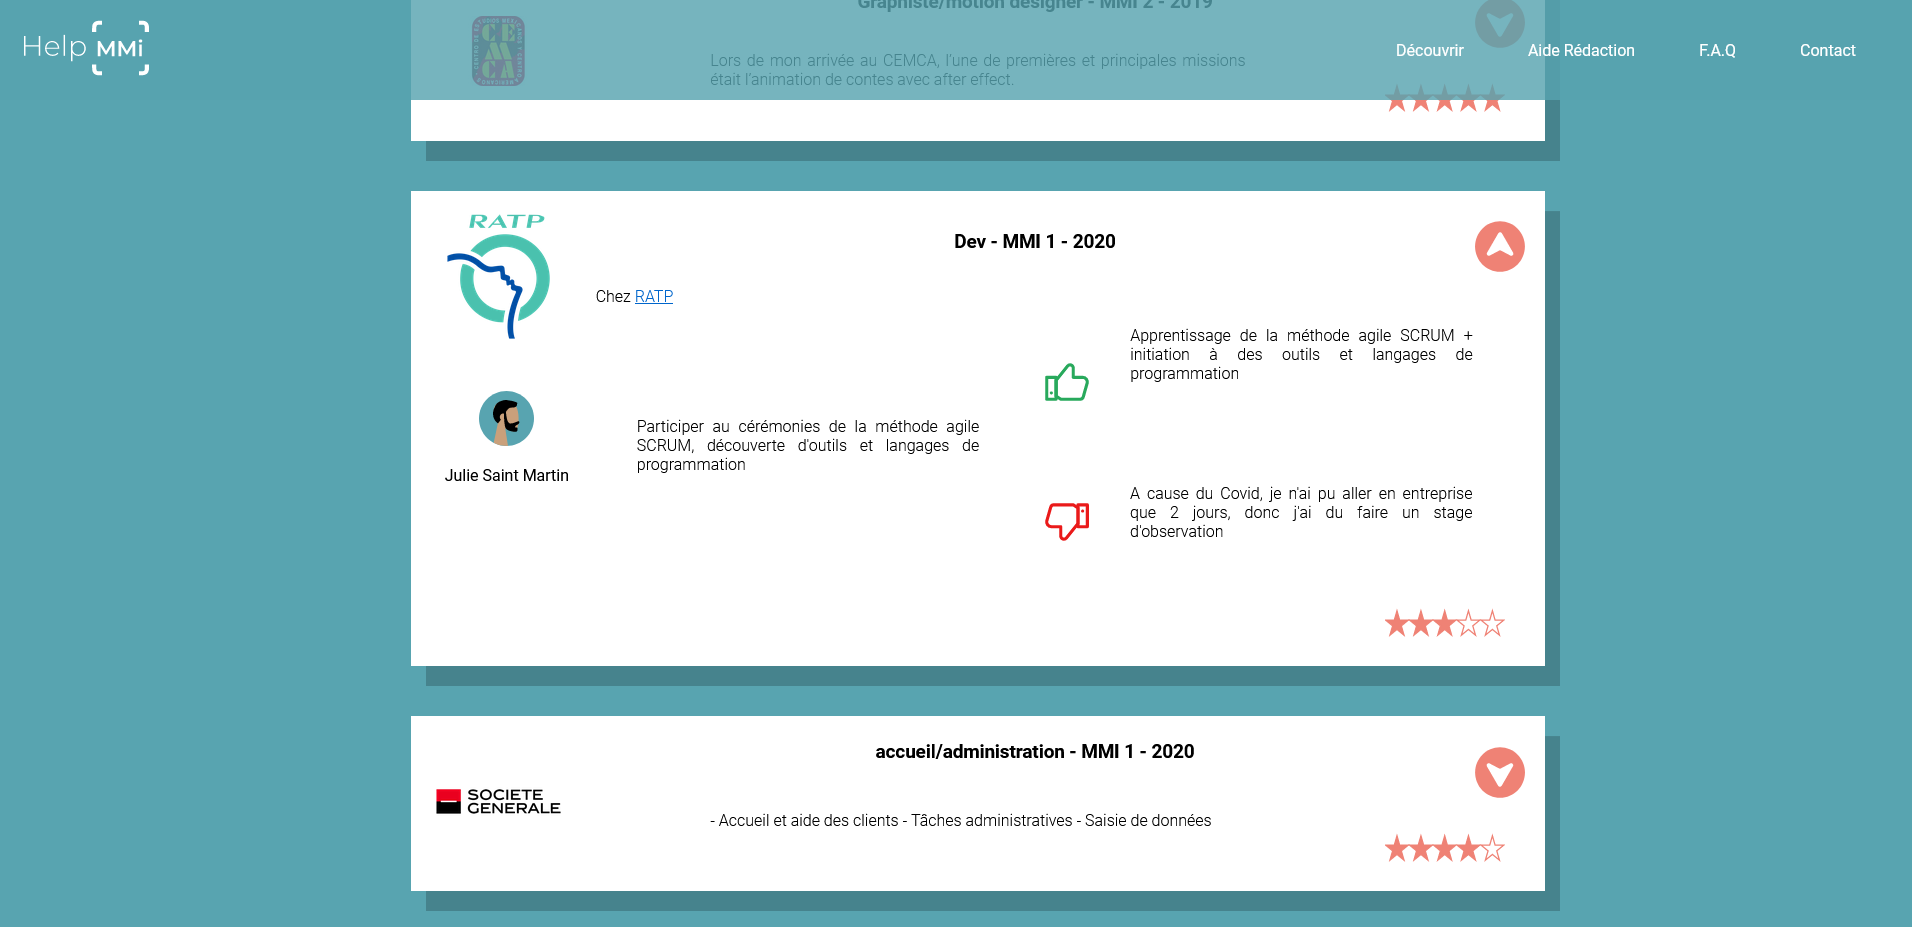 Help MMi
Découvrir
Aide Rédaction
F.A.Q
Contact
Graphiste/motion designer - MMI 2 - 2019
CEMCA
Lors de mon arrivée au CEMCA, l'une de premières et principales missions
était l'animation de contes avec after effect.
RATP
Dev - MMI 1 - 2020
Chez RATP
Apprentissage de la méthode agile SCRUM +
initiation à des outils et langages de
programmation
Participer au cérémonies de la méthode agile
SCRUM, découverte d'outils et langages de
programmation
Julie Saint Martin
A cause du Covid, je n'ai pu aller en entreprise
que 2 jours, donc j'ai du faire un stage
d'observation
accueil/administration - MMI 1 - 2020
SOCIETE
GENERALE
- Accueil et aide des clients - Tâches administratives - Saisie de données